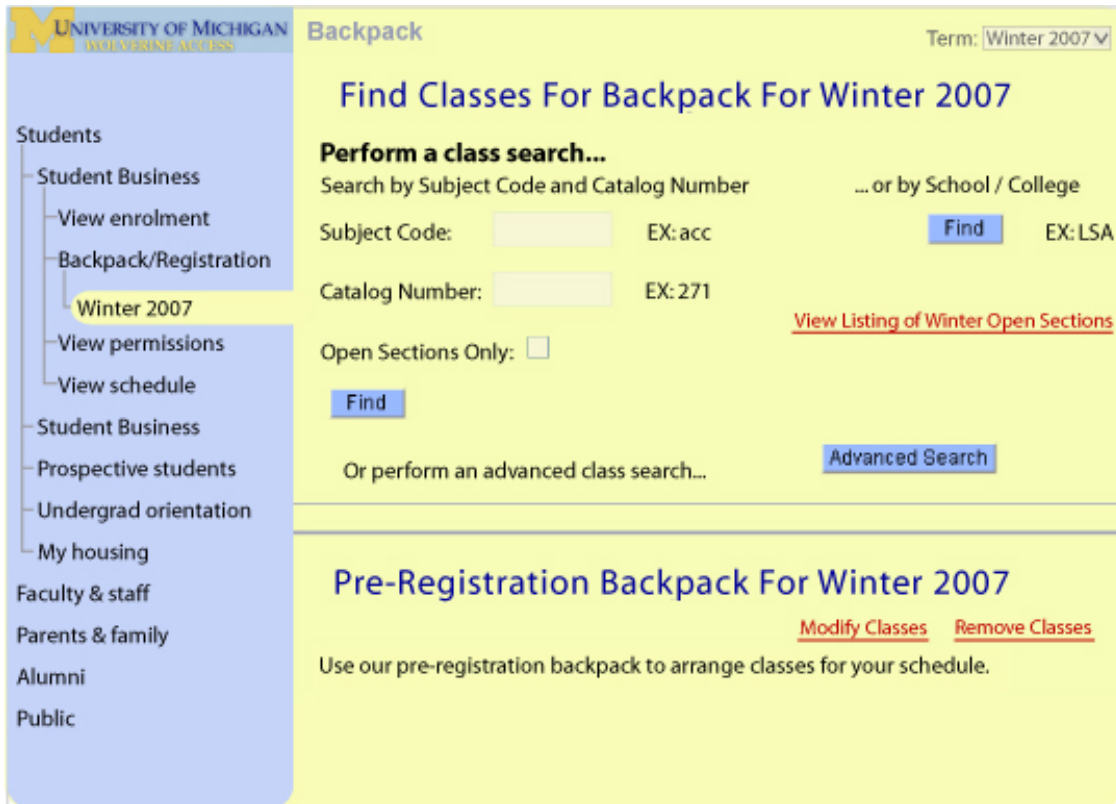 UNIVERSITY OF MICHIGAN
WOLVERINE ACCESS
Backpack
Term: Winter 2007
Students
Student Business
View enrolment
Backpack/Registration
Winter 2007
View permissions
View schedule
Student Business
Prospective students
Undergrad orientation
My housing
Faculty & staff
Parents & family
Alumni
Public
Find Classes For Backpack For Winter 2007
Perform a class search...
Search by Subject Code and Catalog Number ... or by School / College
Subject Code: EX: acc Find EX: LSA
Catalog Number: EX: 271
View Listing of Winter Open Sections
Open Sections Only:
Find
Or perform an advanced class search... Advanced Search
Pre-Registration Backpack For Winter 2007
Modify Classes Remove Classes
Use our pre-registration backpack to arrange classes for your schedule.